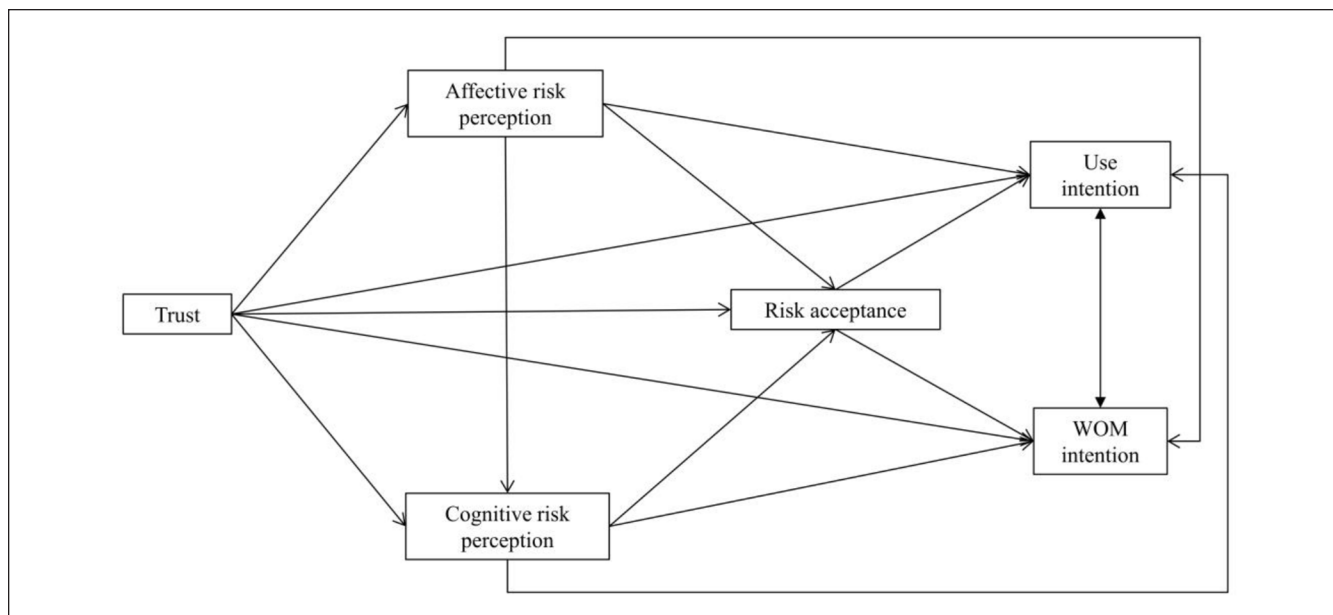 Affective risk
perception
Use
intention
Trust
Risk acceptance
WOM
intention
Cognitive risk
perception